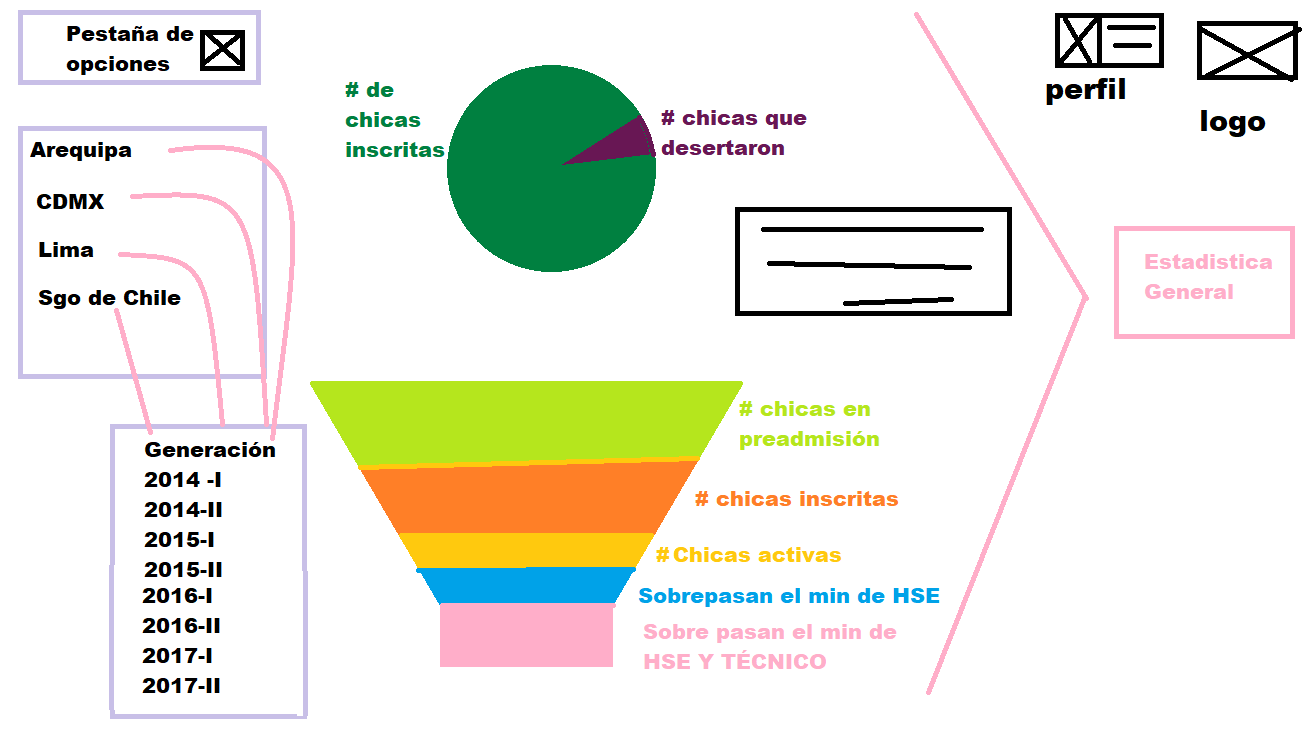 Pestaña de
opciones
Arequipa
CDMX
Lima
Sgo de Chile
Generación
2014 -I
2014-II
2015-I
2015-II
2016-I
2016-II
2017-I
2017-II
# de
chicas
inscritas
# chicas que
desertaron
# chicas en
preadmisión
# chicas inscritas
#Chicas activas
Sobrepasan el min de HSE
Sobre pasan el min de
HSE Y TÉCNICO
perfil
logo
Estadistica
General